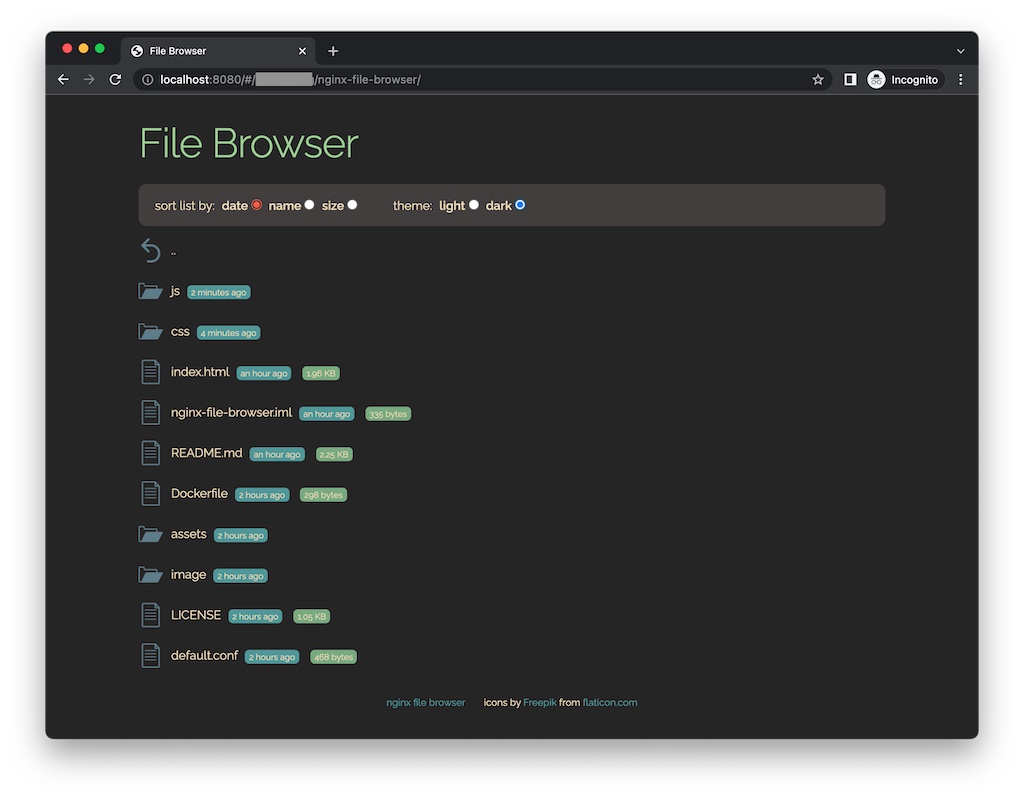 File Browser
localhost:8080/#/ /nginx-file-browser/
Incognito
File Browser
sort list by: date name size theme: light dark
..
js 2 minutes ago
css 4 minutes ago
index.html an hour ago 1.96 KB
nginx-file-browser.iml an hour ago 335 bytes
README.md an hour ago 2.25 KB
Dockerfile 2 hours ago 298 bytes
assets 2 hours ago
image 2 hours ago
LICENSE 2 hours ago 1.05 KB
default.conf 2 hours ago 468 bytes
nginx file browser icons by Freepik from flaticon.com